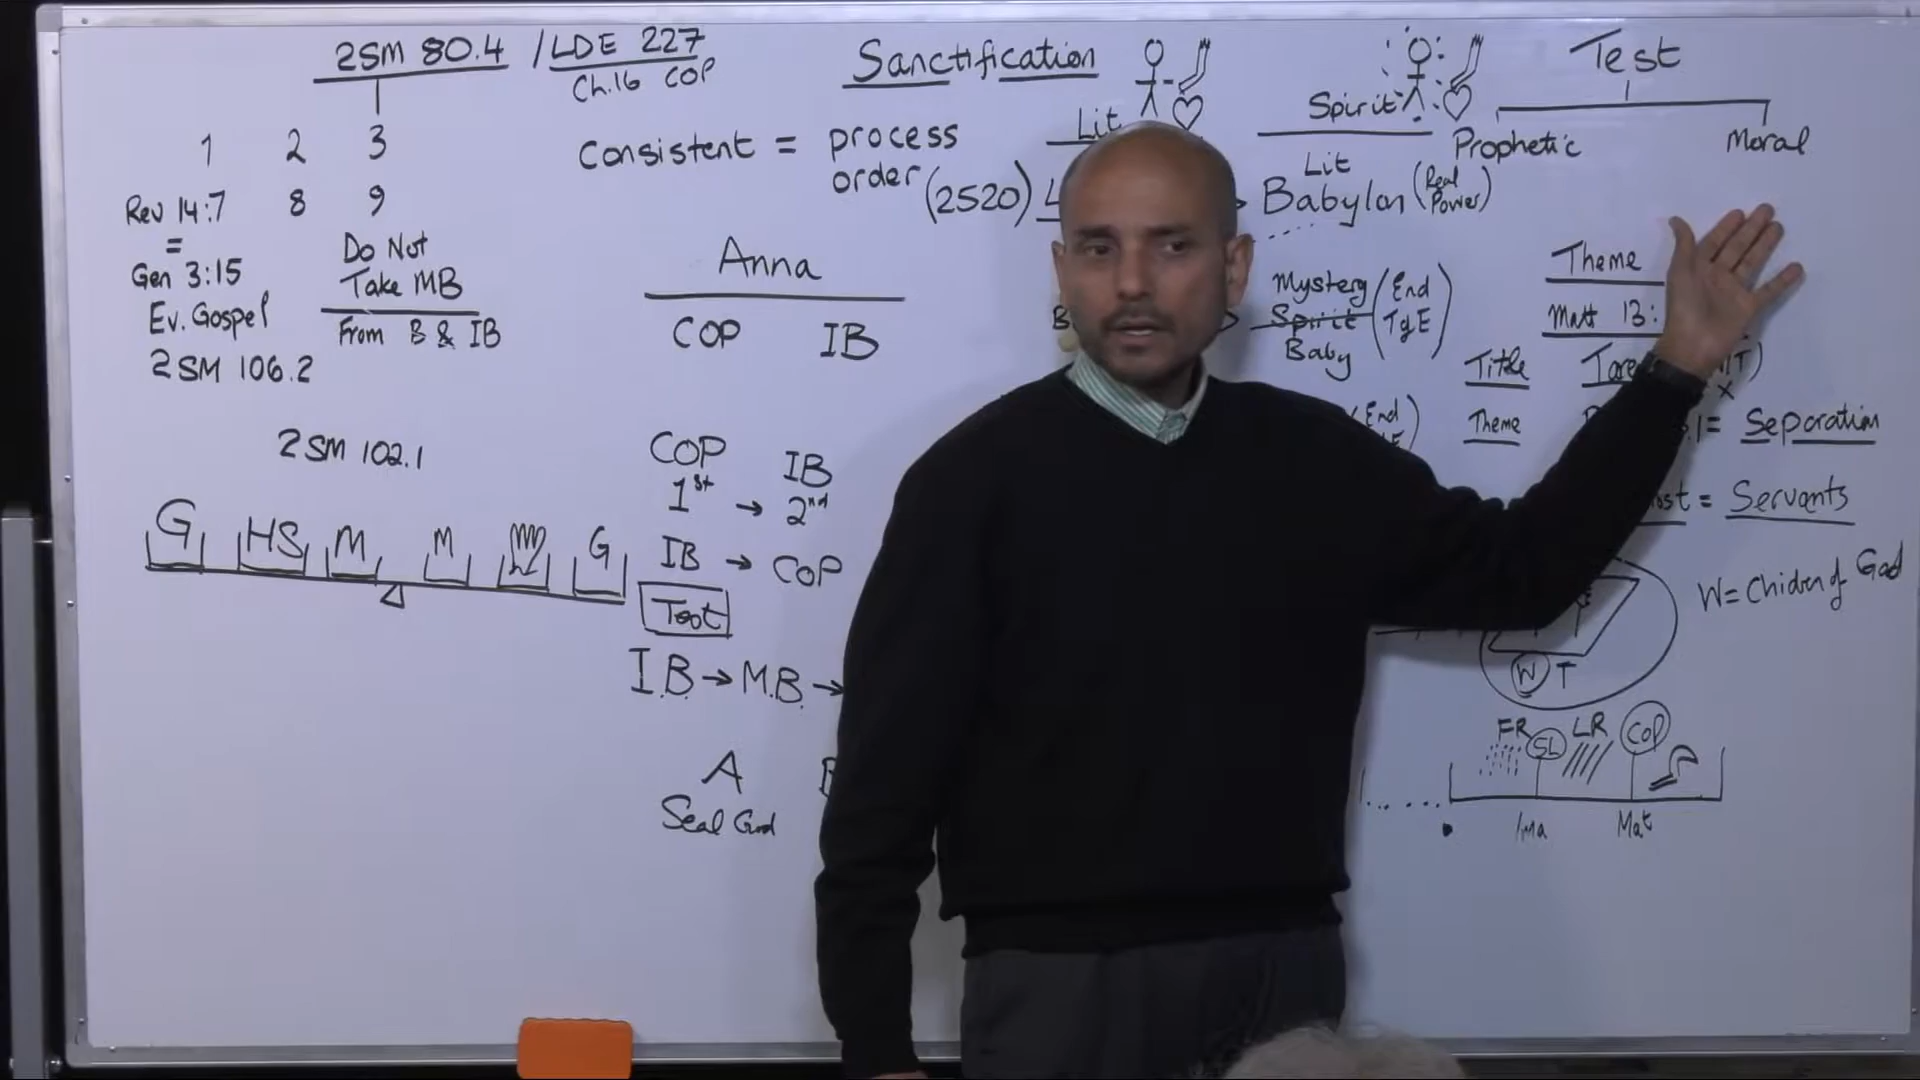 2SM 80.4 / LDE 227
Ch.16 COP
1 2 3
Rev 14:7 8 9
=
Gen 3:15
Ev. Gospel
2SM 106.2
Do Not
Take MB
From B & IB
2SM 102.1
G HS M M G
Sanctification
Consistent = process
order (2520)
Lit
Anna
COP IB
COP IB
1st → 2nd
IB → COP
Test
I.B. → M.B. →
A
Seal God
Spirit
Lit
Babylon (Real
Power)
Mystery (End
Spirit TofE)
Baby
Test
Prophetic Moral
Theme
Matt 13:
Title
Theme
= Separation
= Servants
W = Chiden of God
W T
FR SL LR COP
Ma Mat